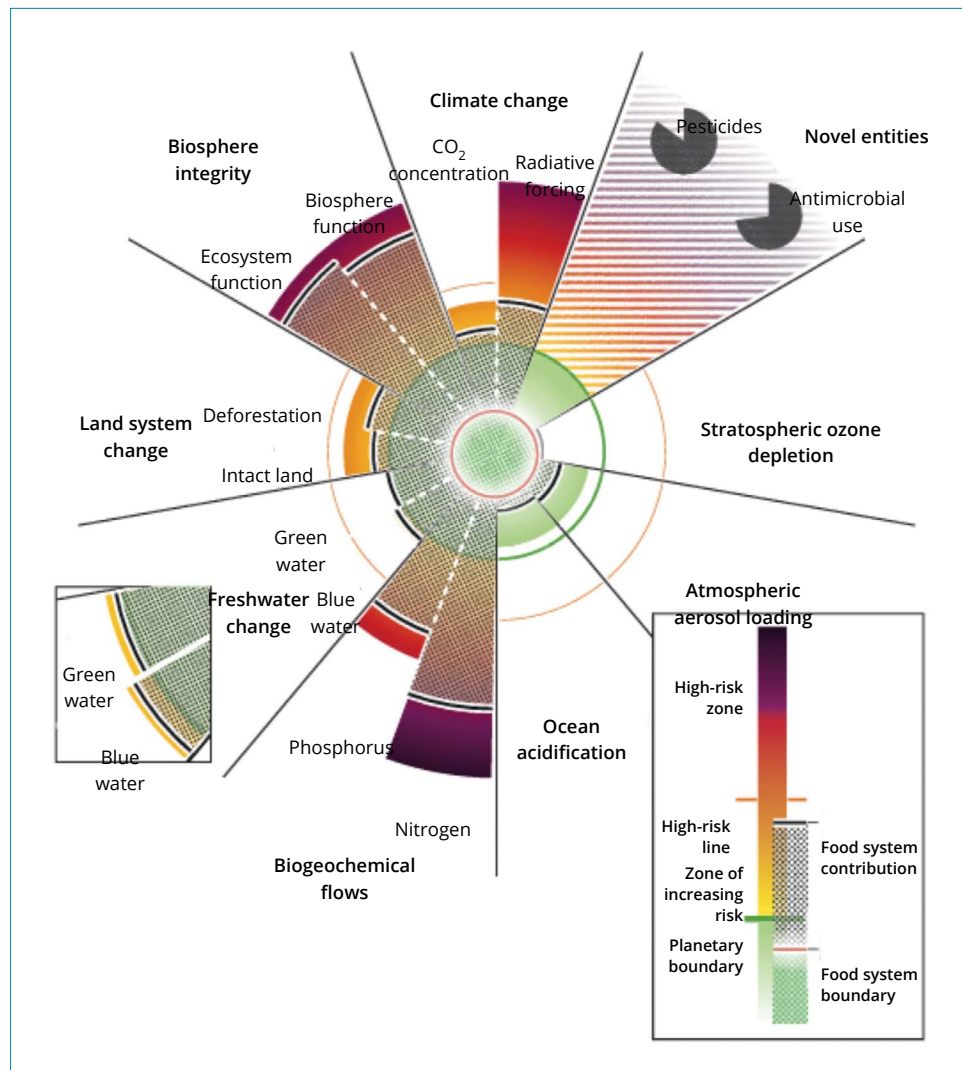 Climate change
CO2
concentration
Radiative
forcing
Pesticides
Novel entities
Antimicrobial
use
Biosphere
integrity
Biosphere
function
Ecosystem
function
Land system
change
Deforestation
Intact land
Stratospheric ozone
depletion
Green
water
Freshwater
change
Blue
water
Green
water
Blue
water
Phosphorus
Nitrogen
Biogeochemical
flows
Ocean
acidification
Atmospheric
aerosol loading
High-risk
zone
High-risk
line
Zone of
increasing
risk
Planetary
boundary
Food system
contribution
Food system
boundary